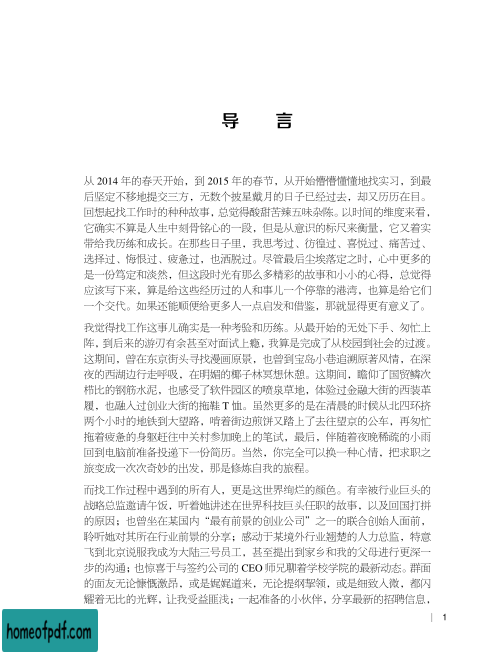 导　言
从 2014 年的春天开始，到 2015 年的春节，从开始懵懵懂懂地找实习，到最
后坚定不移地提交三方，无数个披星戴月的日子已经过去，却又历历在目。
回想起找工作时的种种故事，总觉得酸甜苦辣五味杂陈。以时间的维度来看，
它确实不算是人生中刻骨铭心的一段，但是从意识的标尺来衡量，它又着实
带给我历练和成长。在那些日子里，我思考过、彷徨过、喜悦过、痛苦过、
选择过、悔恨过、疲惫过，也洒脱过。尽管最后尘埃落定之时，心中更多的
是一份笃定和淡然，但这段时光有那么多精彩的故事和小小的心得，总觉得
应该写下来，算是给这些经历过的人和事儿一个停靠的港湾，也算是给它们
一个交代。如果还能顺便给更多人一点启发和借鉴，那就显得更有意义了。
我觉得找工作这事儿确实是一种考验和历练。从最开始的无处下手、匆忙上
阵，到后来的游刃有余甚至对面试上瘾，我算是完成了从校园到社会的过渡。
这期间，曾在东京街头寻找漫画原景，也曾到宝岛小巷追溯原著风情，在深
夜的西湖边行走呼吸，在明媚的椰子林冥想休憩。这期间，瞻仰了国贸鳞次
栉比的钢筋水泥，也感受了软件园区的喷泉草地，体验过金融大街的西装革
履，也融入过创业大街的拖鞋 T 恤。虽然更多的是在清晨的时候从北四环挤
两个小时的地铁到大望路，啃着街边煎饼又踏上了去往望京的公车，再匆忙
拖着疲惫的身躯赶往中关村参加晚上的笔试，最后，伴随着夜晚稀疏的小雨
回到电脑前准备投递下一份简历。当然，你完全可以换一种心情，把求职之
旅变成一次次奇妙的出发，那是修炼自我的旅程。
而找工作过程中遇到的所有人，更是这世界绚烂的颜色。有幸被行业巨头的
战略总监邀请午饭，听着她讲述在世界科技巨头任职的故事，以及回国打拼
的原因；也曾坐在某国内“最有前景的创业公司”之一的联合创始人面前，
聆听她对其所在行业前景的分享；感动于某境外行业翘楚的人力总监，特意
飞到北京说服我成为大陆三号员工，甚至提出到家乡和我的父母进行更深一
步的沟通；也惊喜于与签约公司的 CEO 师兄聊着学校学院的最新动态。群面
的面友无论慷慨激昂，或是娓娓道来，无论提纲挈领，或是细致入微，都闪
耀着无比的光辉，让我受益匪浅；一起准备的小伙伴，分享最新的招聘信息，
1
homeofpdf.com